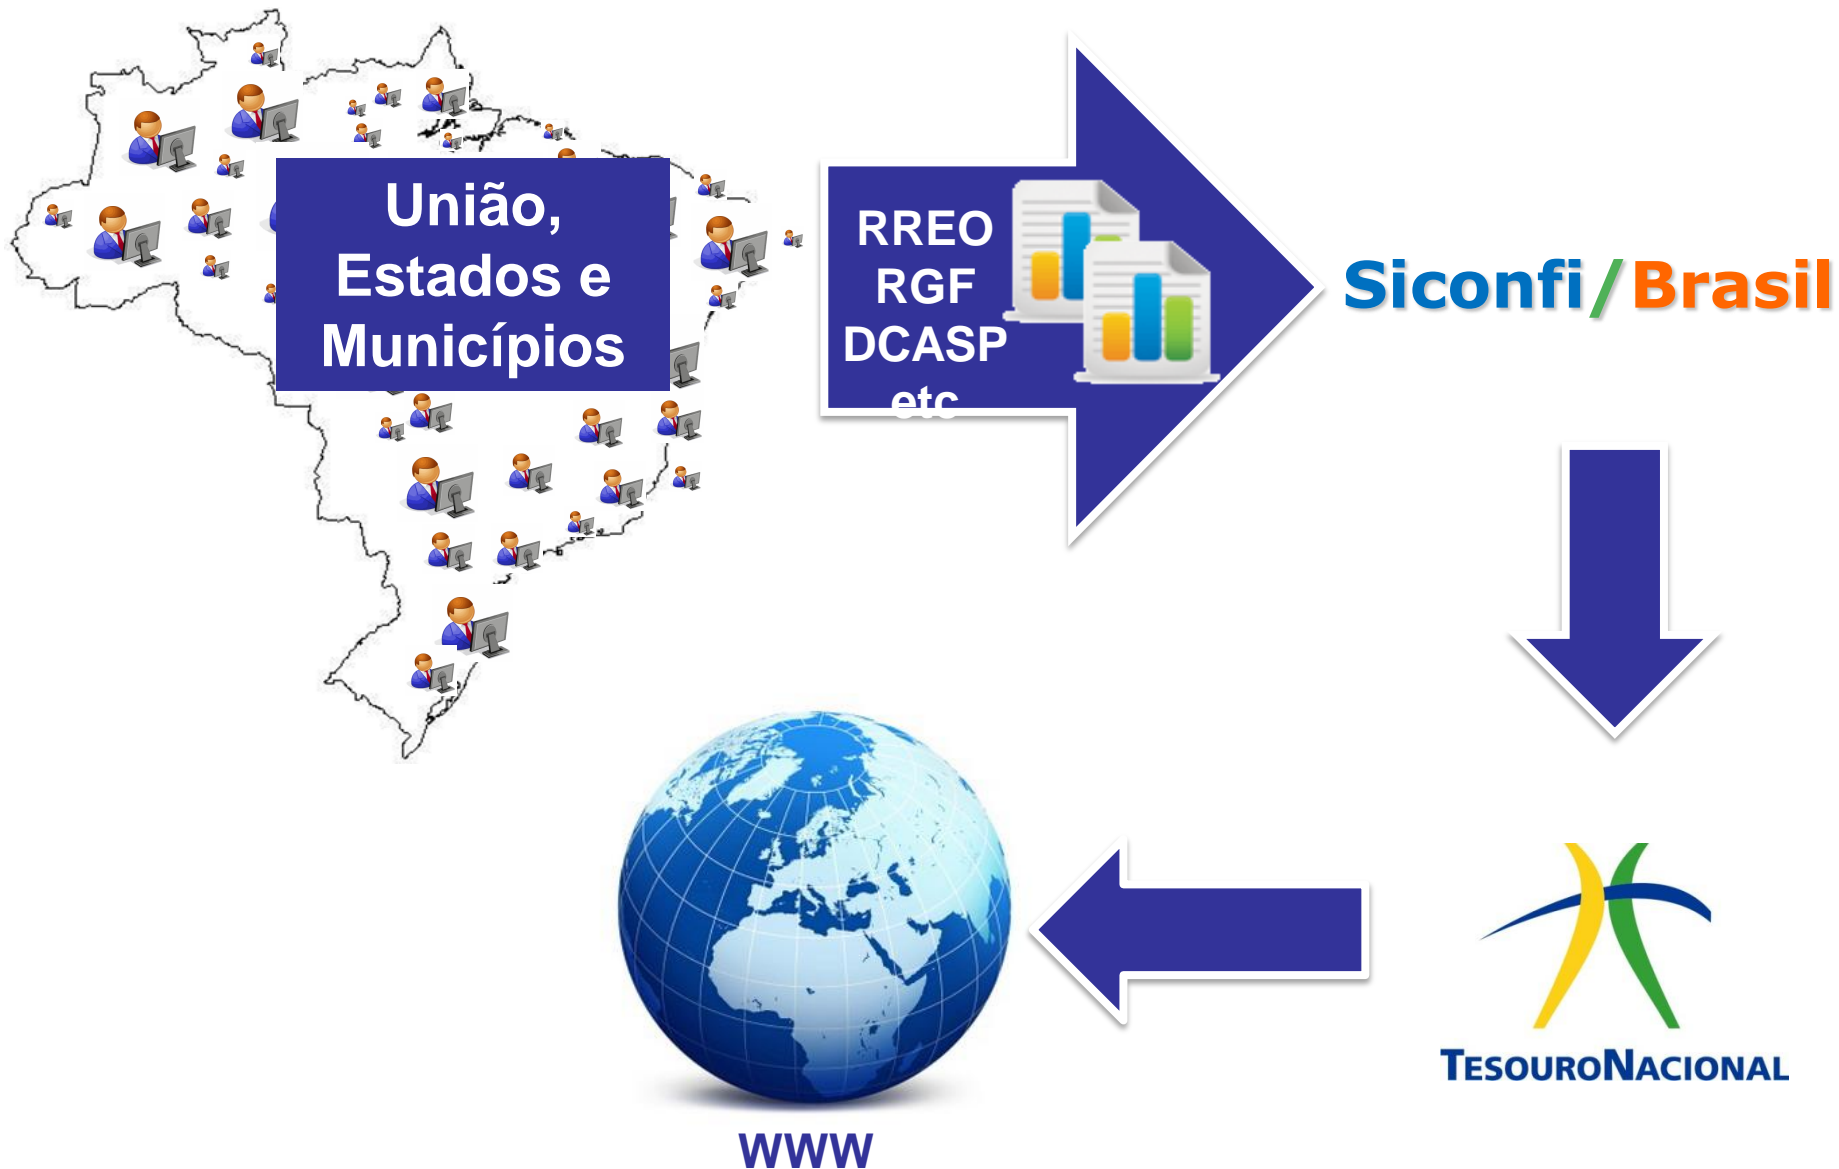 União,
Estados e
Municípios
RREO
RGF
DCASP
etc
Siconfi/Brasil
TESOURONACIONAL
WWW